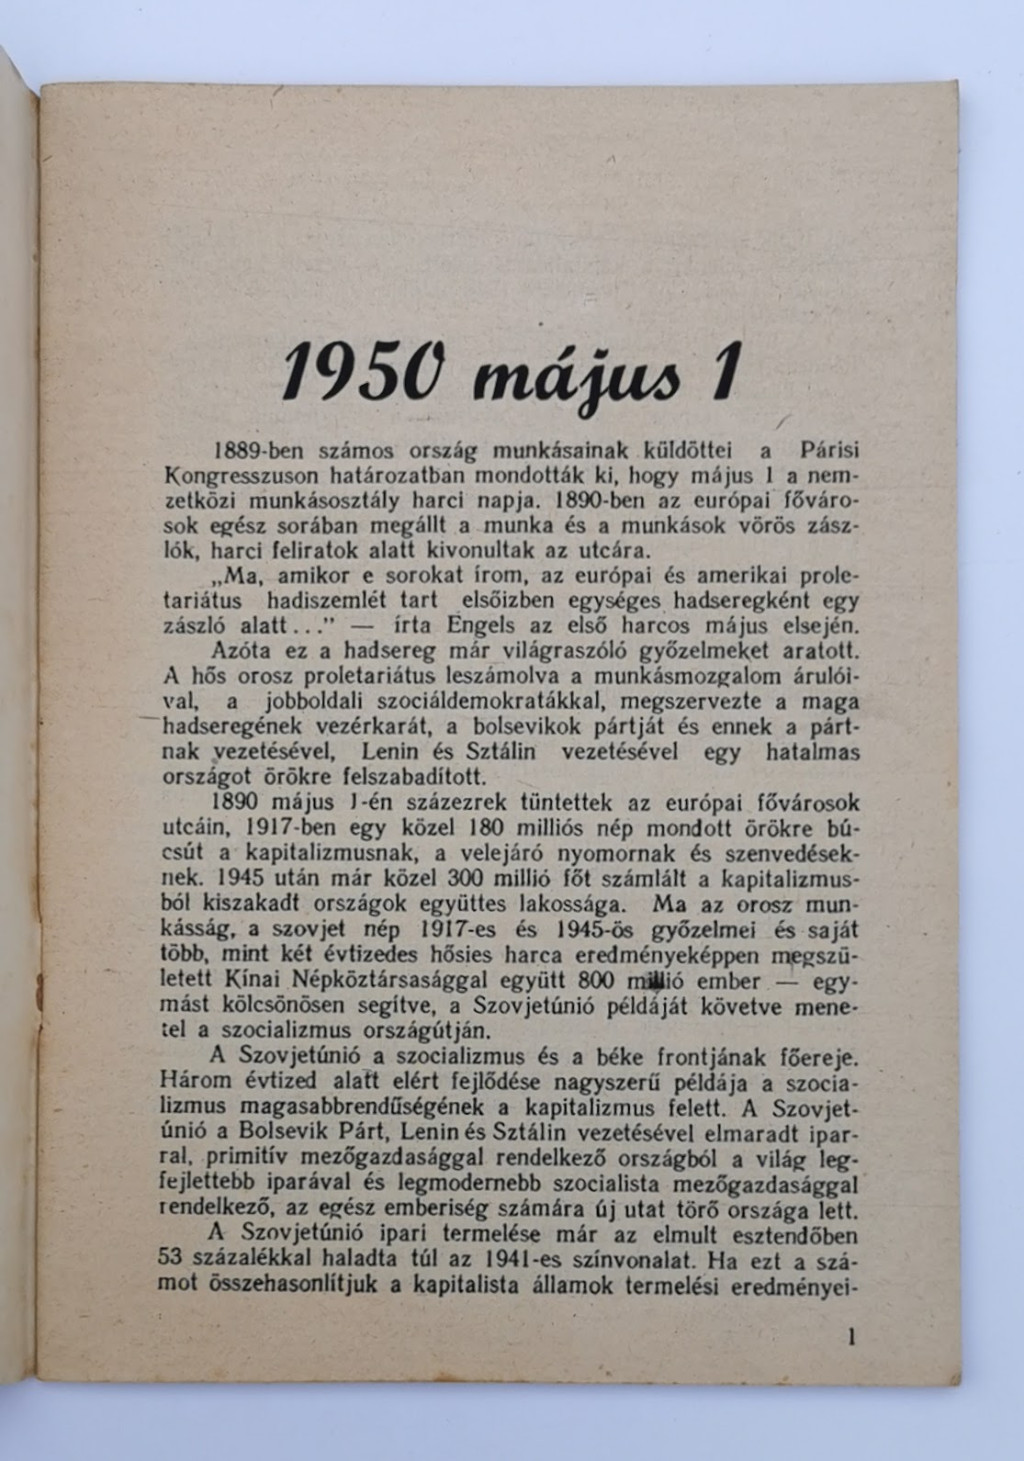 1950 május 1
1889-ben számos ország munkásainak küldöttei a Párisi
Kongresszuson határozatban mondották ki, hogy május 1 a nem-
zetközi munkásosztály harci napja. 1890-ben az európai főváro-
sok egész sorában megállt a munka és a munkások vörös zász-
lók, harci feliratok alatt kivonultak az utcára.
„Ma, amikor e sorokat írom, az európai és amerikai prole-
tariátus hadiszemlét tart elsőizben egységes hadseregként egy
zászló alatt..." — írta Engels az első harcos május elsején.
Azóta ez a hadsereg már világraszóló győzelmeket aratott.
A hős orosz proletariátus leszámolva a munkásmozgalom árulói-
val, a jobboldali szociáldemokratákkal, megszervezte a maga
hadseregének vezérkarát, a bolsevikok pártját és ennek a párt-
nak vezetésével, Lenin és Sztálin vezetésével egy hatalmas
országot örökre felszabadított.
1890 május 1-én százezrek tüntettek az európai fővárosok
utcáin, 1917-ben egy közel 180 milliós nép mondott örökre bú-
csút a kapitalizmusnak, a velejáró nyomornak és szenvedések-
nek. 1945 után már közel 300 millió főt számlált a kapitalizmus-
ból kiszakadt országok együttes lakossága. Ma az orosz mun-
kásság, a szovjet nép 1917-es és 1945-ös győzelmei és saját
több, mint két évtizedes hősies harca eredményeképpen megszü-
letett Kínai Népköztársasággal együtt 800 millió ember — egy-
mást kölcsönösen segítve, a Szovjetúnió példáját követve mene-
tel a szocializmus országútján.
A Szovjetúnió a szocializmus és a béke frontjának főereje.
Három évtized alatt elért fejlődése nagyszerű példája a szocia-
lizmus magasabbrendűségének a kapitalizmus felett. A Szovjet-
únió a Bolsevik Párt, Lenin és Sztálin vezetésével elmaradt ipar-
ral, primitív mezőgazdasággal rendelkező országból a világ leg-
fejlettebb iparával és legmodernebb szocialista mezőgazdasággal
rendelkező, az egész emberiség számára új utat törő országa lett.
A Szovjetúnió ipari termelése már az elmult esztendőben
53 százalékkal haladta túl az 1941-es színvonalat. Ha ezt a szá-
mot összehasonlítjuk a kapitalista államok termelési eredményei-
1